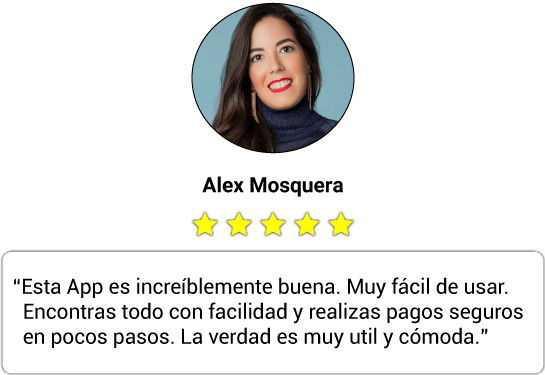 Alex Mosquera
“Esta App es increíblemente buena. Muy fácil de usar.
Encontras todo con facilidad y realizas pagos seguros
en pocos pasos. La verdad es muy util y cómoda.”